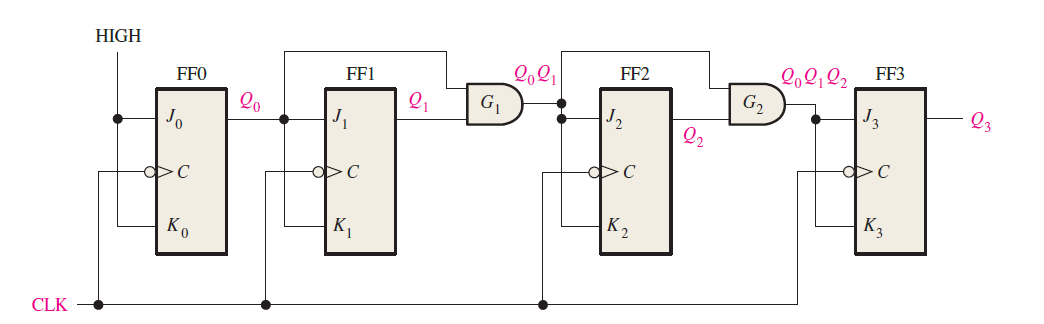 HIGH
FF0 FF1 FF2 FF3
Q₀ Q₁ Q₀Q₁ Q₂ Q₀Q₁Q₂ Q₃
G₁ G₂
J₀ J₁ J₂ J₃
C C C C
K₀ K₁ K₂ K₃
CLK